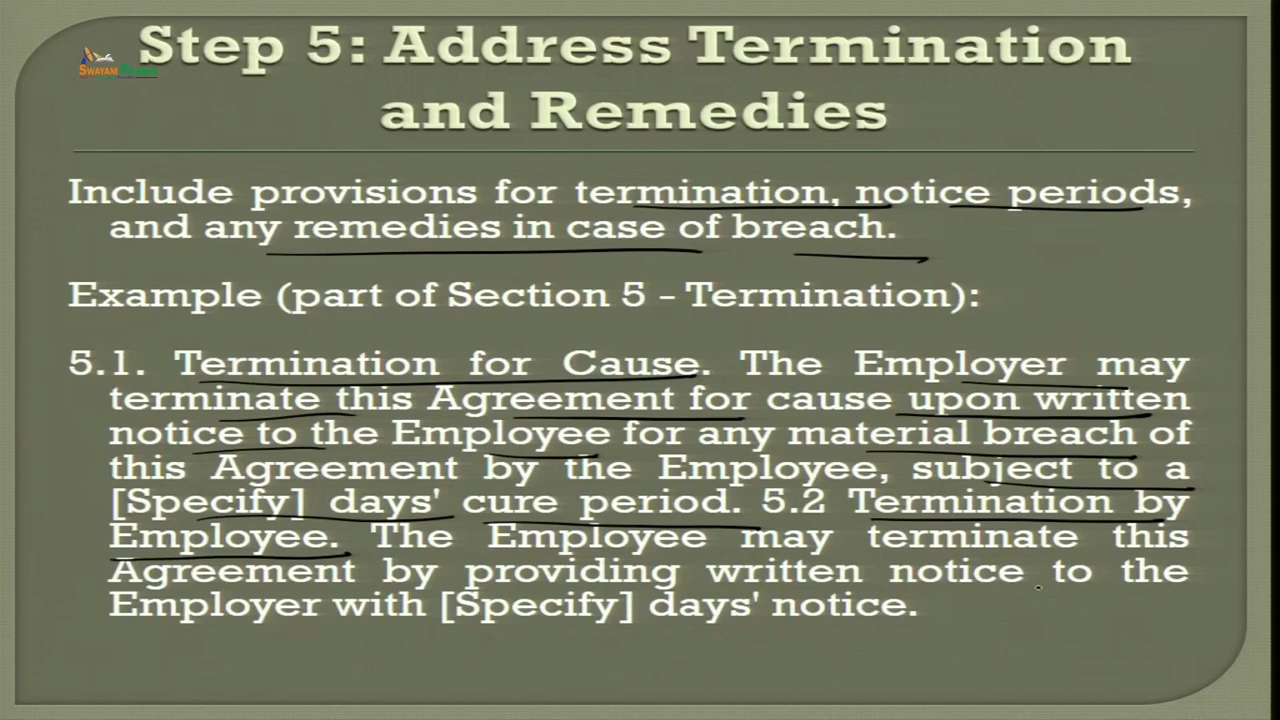 Step 5: Address Termination
and Remedies
SWAYAM
Include provisions for termination, notice periods,
and any remedies in case of breach.
Example (part of Section 5 - Termination):
5.1. Termination for Cause. The Employer may
terminate this Agreement for cause upon written
notice to the Employee for any material breach of
this Agreement by the Employee, subject to a
[Specify] days' cure period. 5.2 Termination by
Employee. The Employee may terminate this
Agreement by providing written notice to the
Employer with [Specify] days' notice.